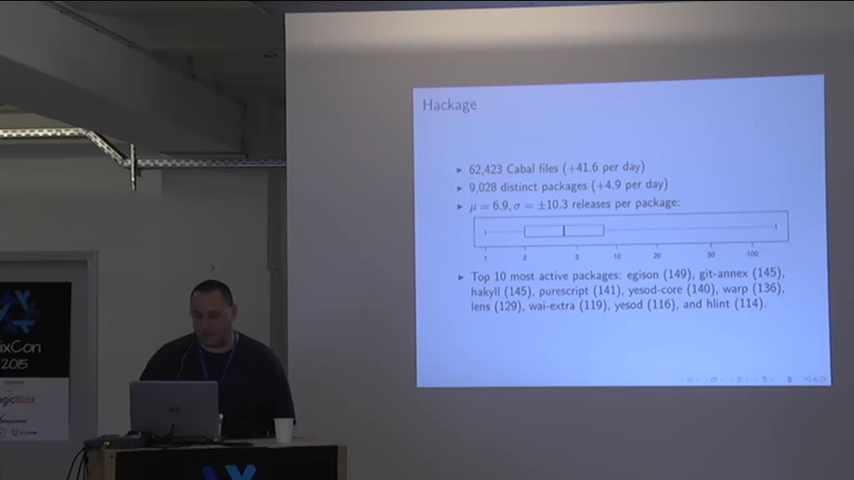 Hackage
▸ 62,423 Cabal files (+41.6 per day)
▸ 9,028 distinct packages (+4.9 per day)
▸ μ = 6.9, σ = ±10.3 releases per package:
1 2 5 10 20 50 100
▸ Top 10 most active packages: egison (149), git-annex (145),
hakyll (145), purescript (141), yesod-core (140), warp (136),
lens (129), wai-extra (119), yesod (116), and hlint (114).
ixCon
2015
agicBlox